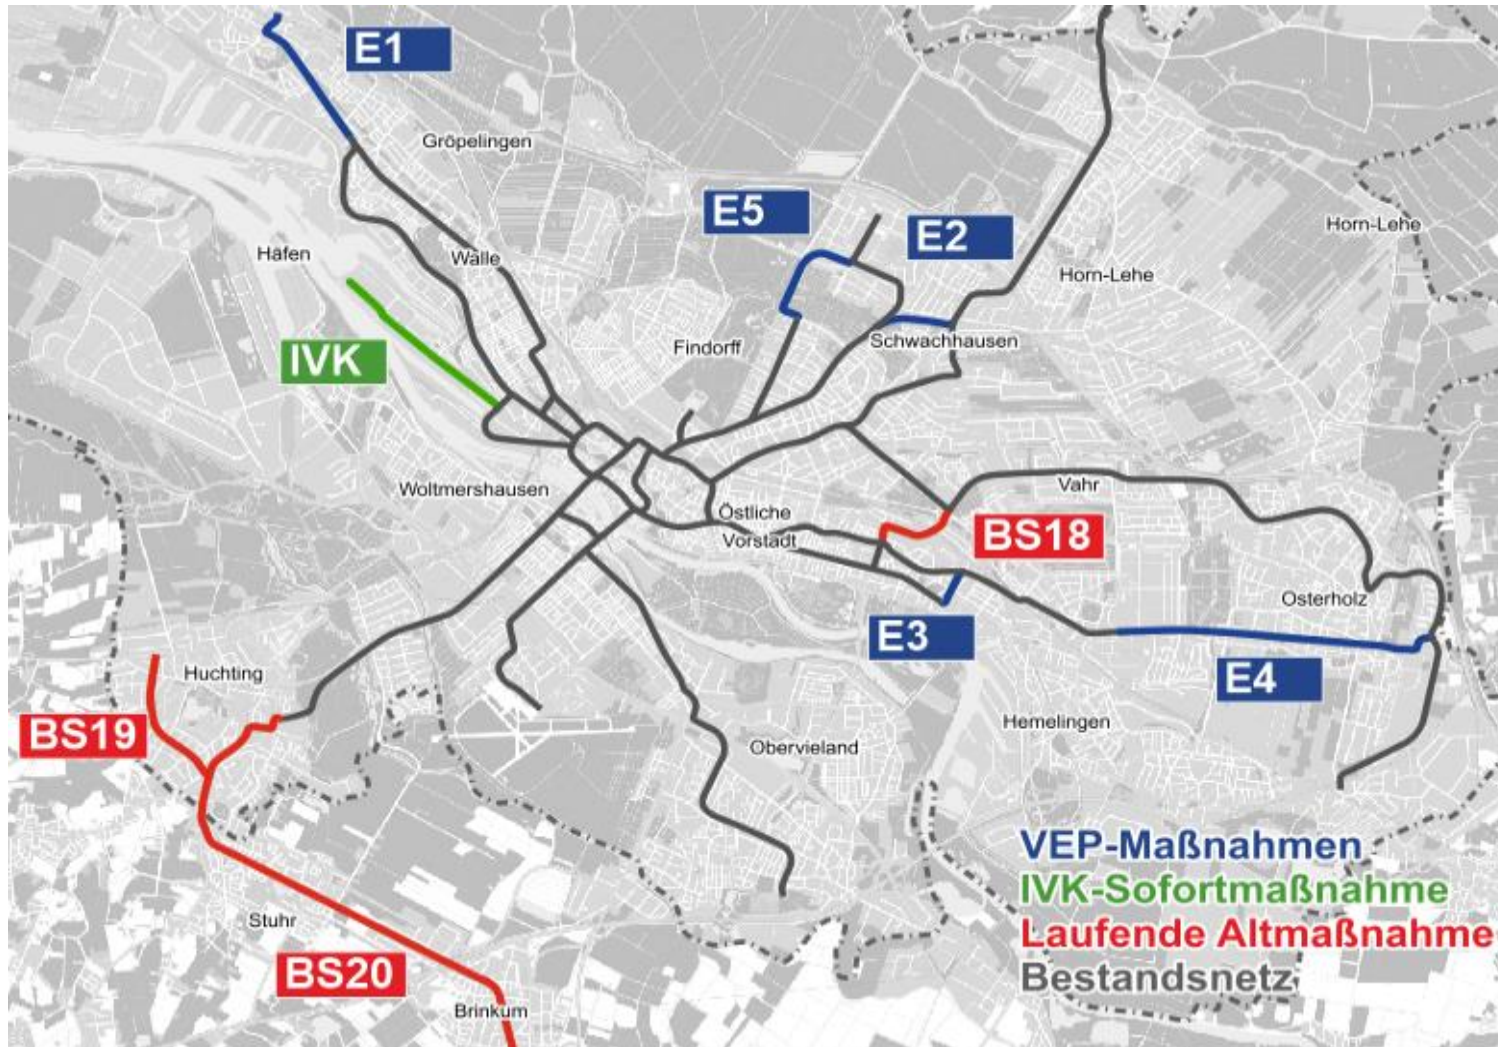 E1
Gröpelingen
E5
E2
Horn-Lehe
Häfen
Walle
Horn-Lehe
IVK
Findorff
Schwachhausen
Woltmershausen
Vahr
Östliche
Vorstadt
BS18
Osterholz
E3
Huchting
E4
BS19
Hemelingen
Obervieland
VEP-Maßnahmen
IVK-Sofortmaßnahme
Laufende Altmaßnahme
Bestandsnetz
Stuhr
BS20
Brinkum